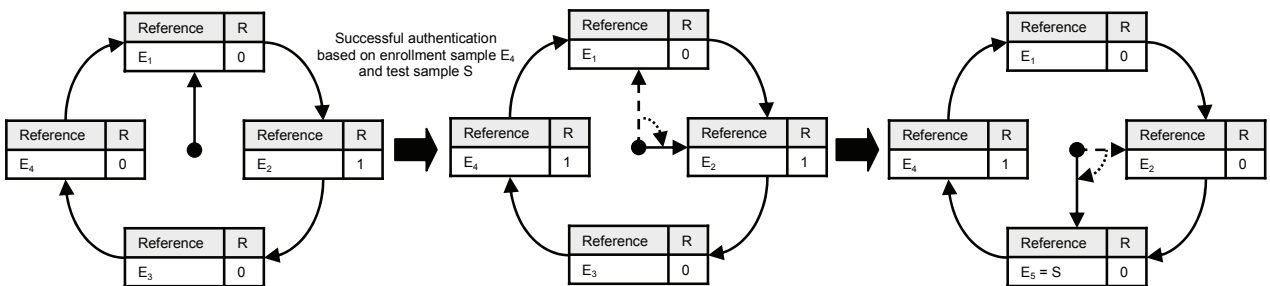 Reference R
E₁ 0
Reference R
E₄ 0
Reference R
E₂ 1
Reference R
E₃ 0
Successful authentication
based on enrollment sample E₄
and test sample S
Reference R
E₁ 0
Reference R
E₄ 1
Reference R
E₂ 1
Reference R
E₃ 0
Reference R
E₁ 0
Reference R
E₄ 1
Reference R
E₂ 0
Reference R
E₅ = S 0